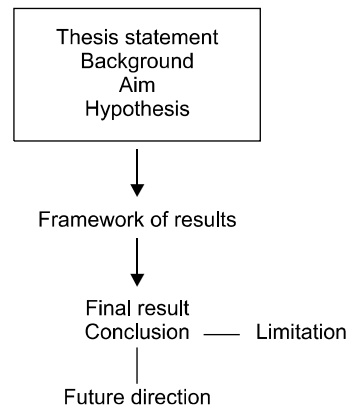 Thesis statement
Background
Aim
Hypothesis
Framework of results
Final result
Conclusion
Limitation
Future direction